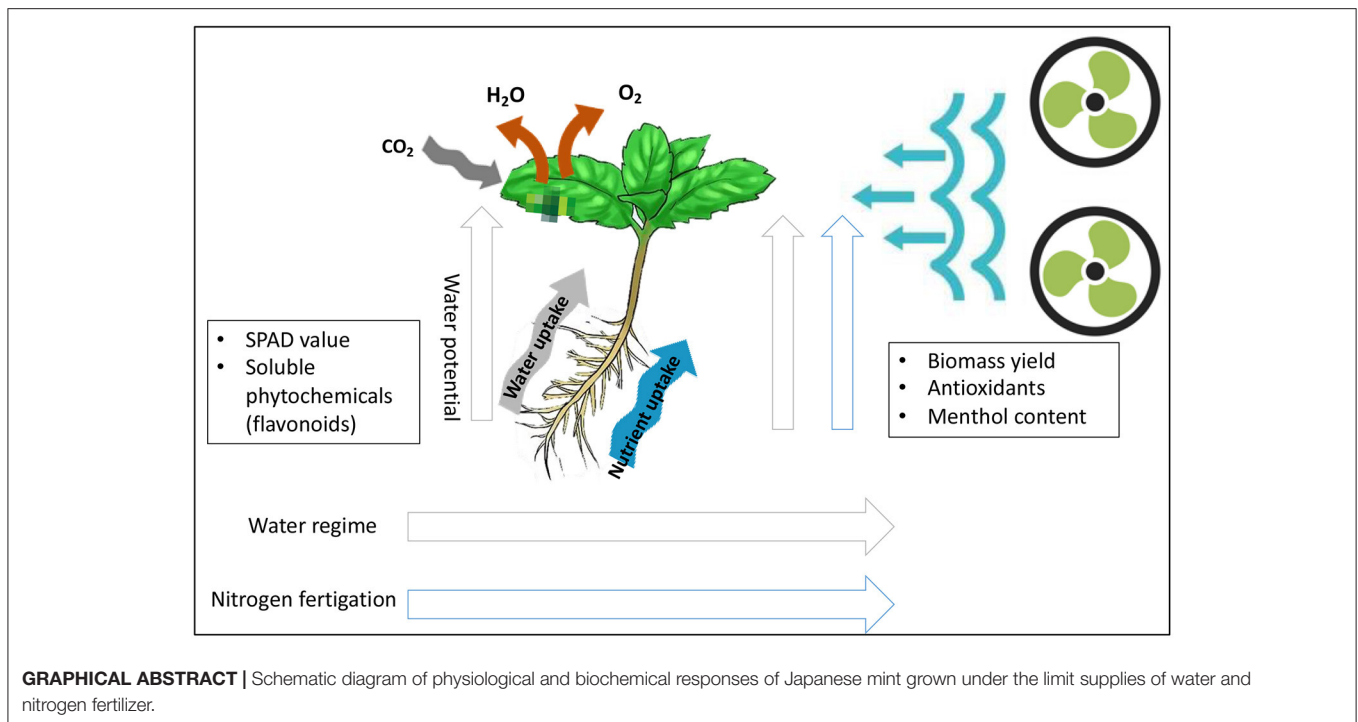 H₂O
O₂
CO₂
Water potential
Water uptake
Nutrient uptake
• SPAD value
• Soluble
phytochemicals
(flavonoids)
• Biomass yield
• Antioxidants
• Menthol content
Water regime
Nitrogen fertigation
GRAPHICAL ABSTRACT | Schematic diagram of physiological and biochemical responses of Japanese mint grown under the limit supplies of water and
nitrogen fertilizer.